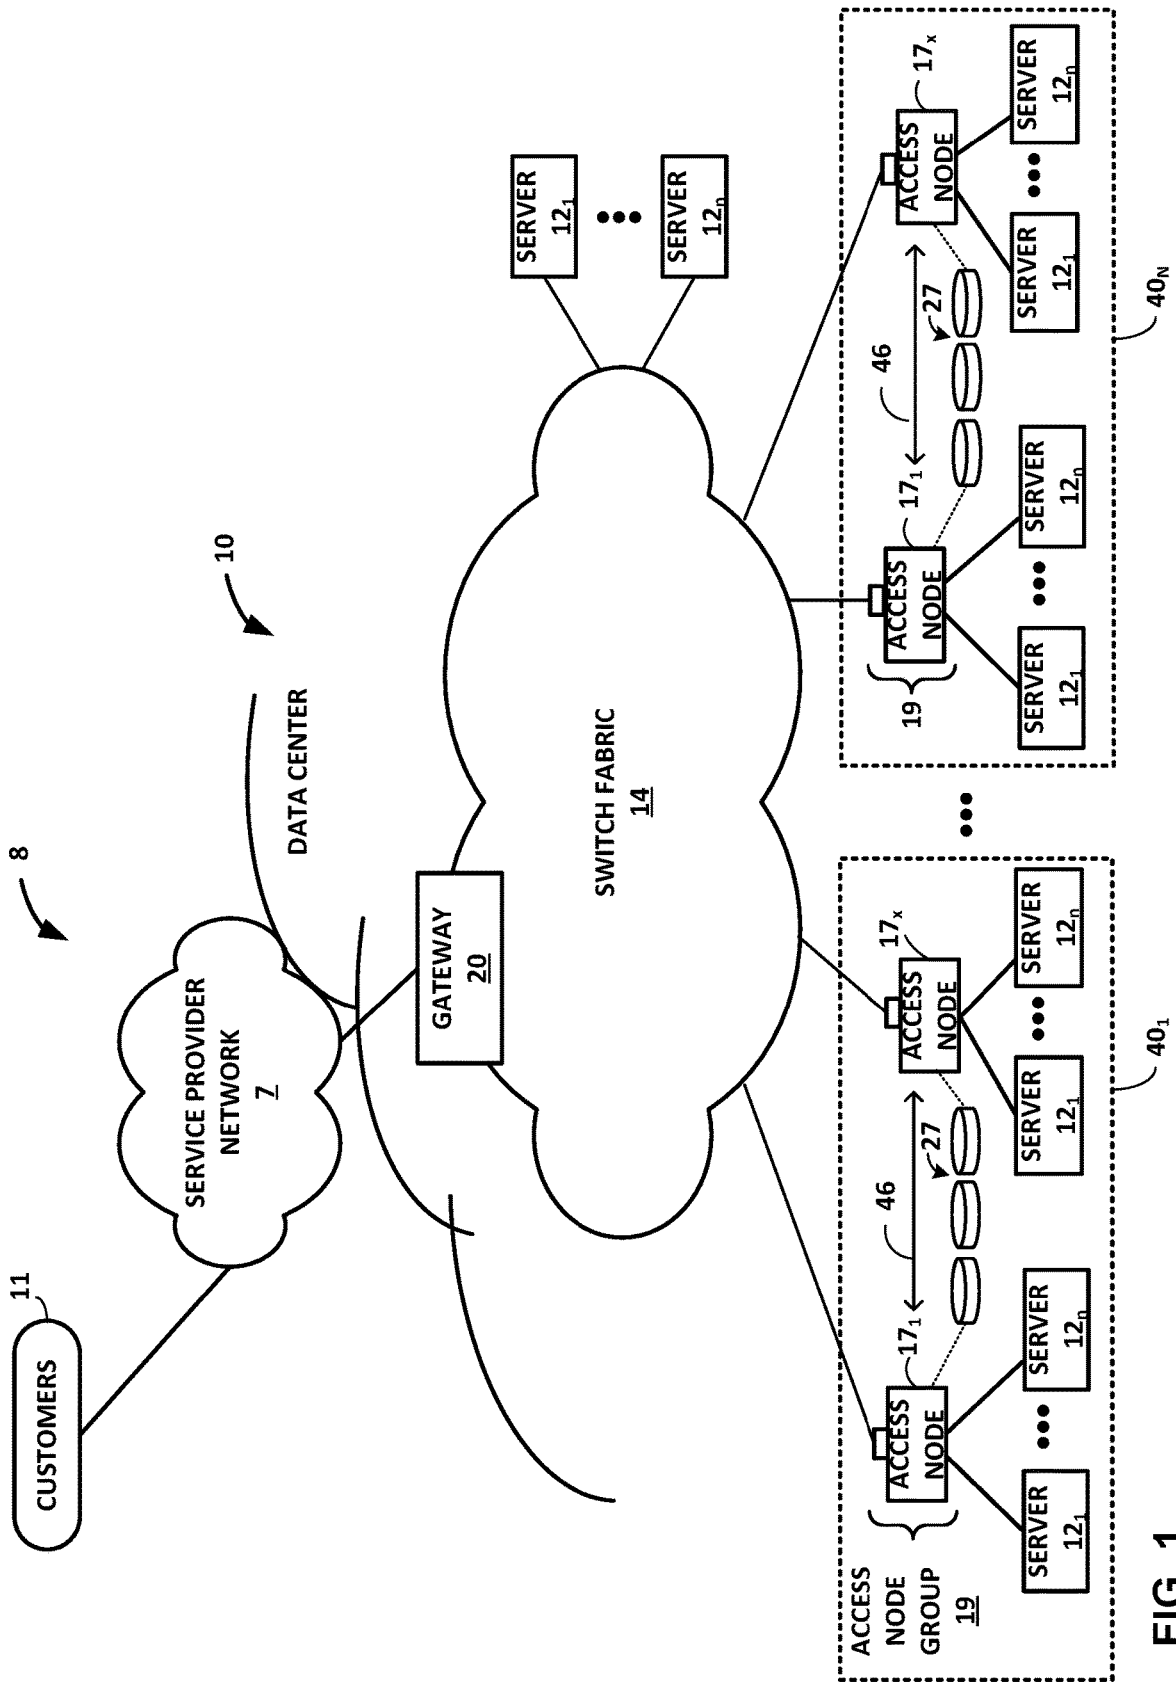 8
CUSTOMERS
11
SERVICE PROVIDER
NETWORK
7
10
DATA CENTER
GATEWAY
20
SWITCH FABRIC
14
SERVER
12₁
SERVER
12ₙ
ACCESS
NODE
GROUP
19
ACCESS
NODE
17₁
46
27
ACCESS
NODE
17ₓ
SERVER
12₁
SERVER
12ₙ
SERVER
12₁
SERVER
12ₙ
40₁
19
ACCESS
NODE
17₁
46
27
ACCESS
NODE
17ₓ
SERVER
12₁
SERVER
12ₙ
SERVER
12₁
SERVER
12ₙ
40_N
FIG. 1